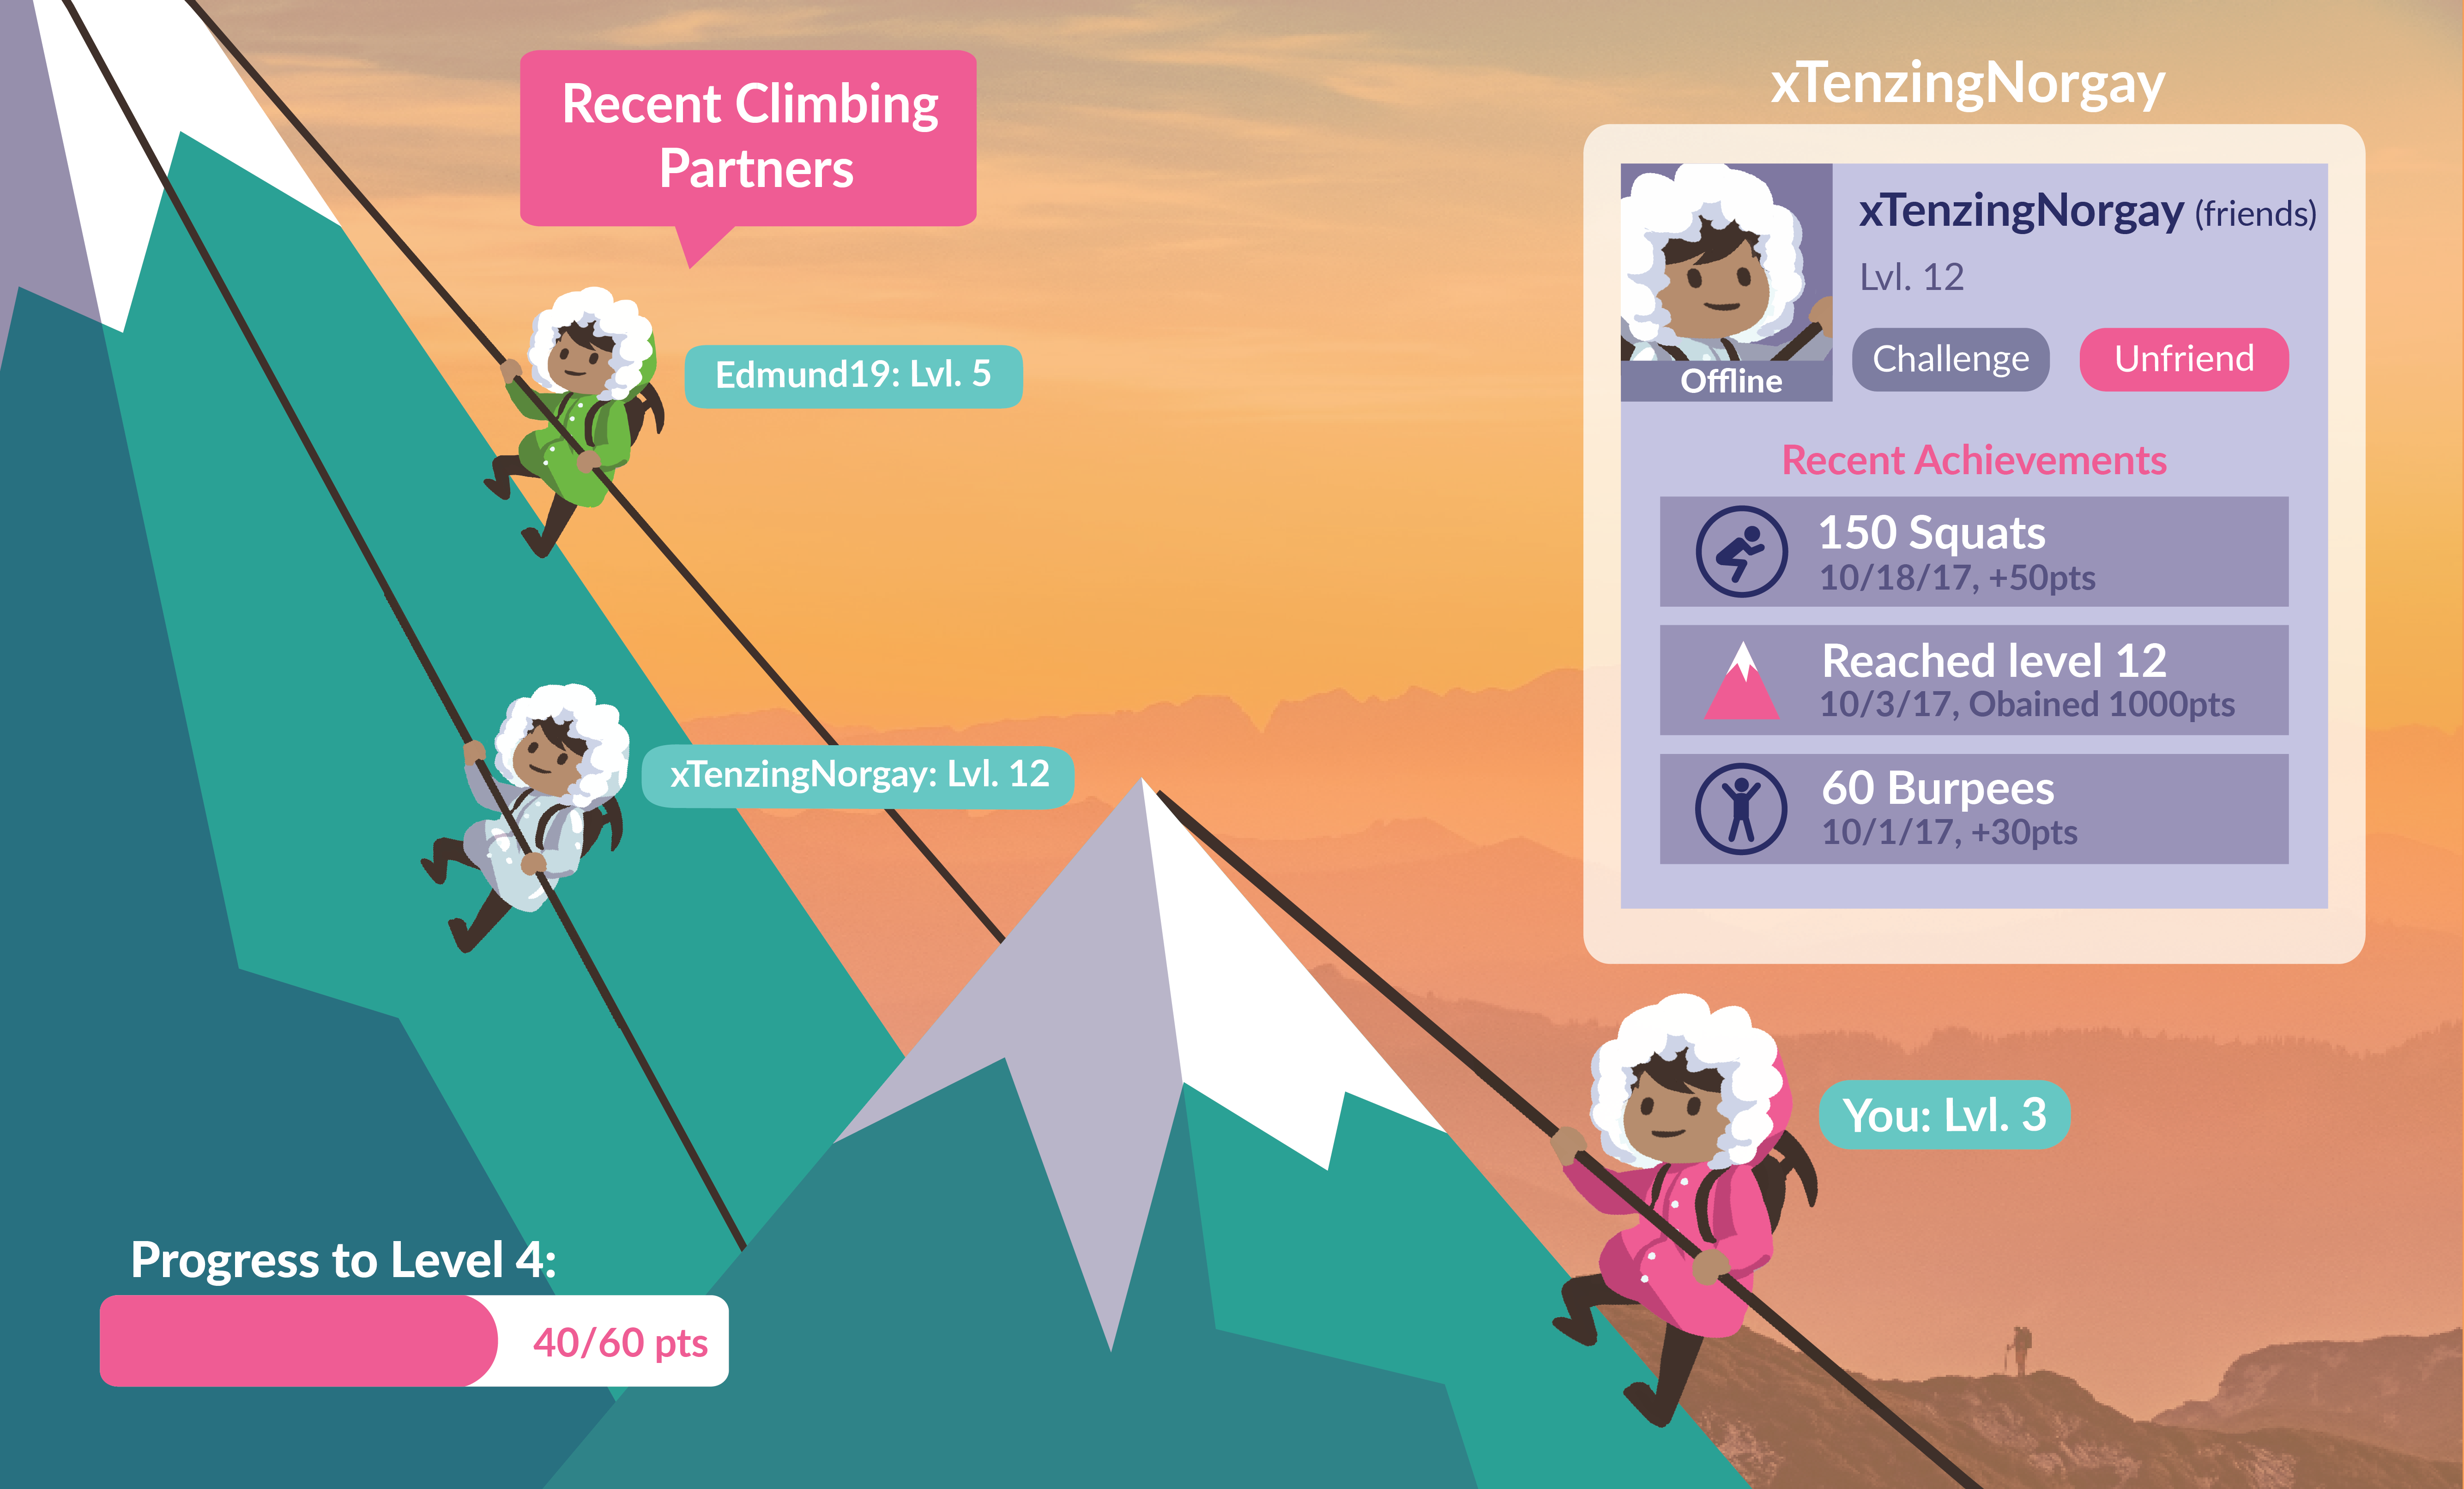 Recent Climbing
Partners
Edmund19: Lvl. 5
xTenzingNorgay: Lvl. 12
Progress to Level 4:
40/60 pts
You: Lvl. 3
xTenzingNorgay
xTenzingNorgay (friends)
Lvl. 12
Challenge
Unfriend
Offline
Recent Achievements
150 Squats
10/18/17, +50pts
Reached level 12
10/3/17, Obained 1000pts
60 Burpees
10/1/17, +30pts